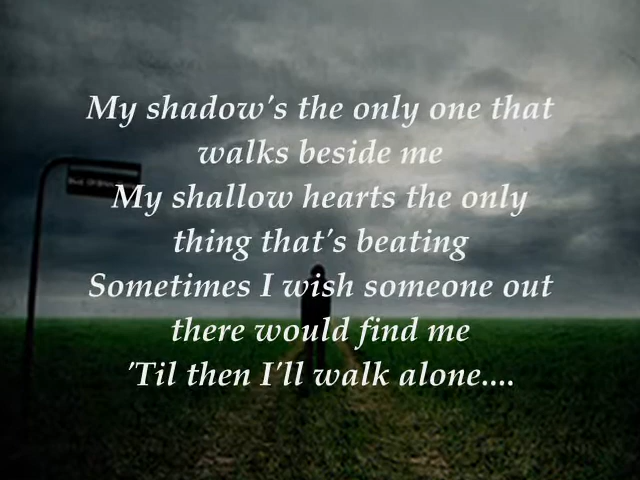 My shadow's the only one that
walks beside me
My shallow hearts the only
thing that's beating
Sometimes I wish someone out
there would find me
'Til then I'll walk alone....